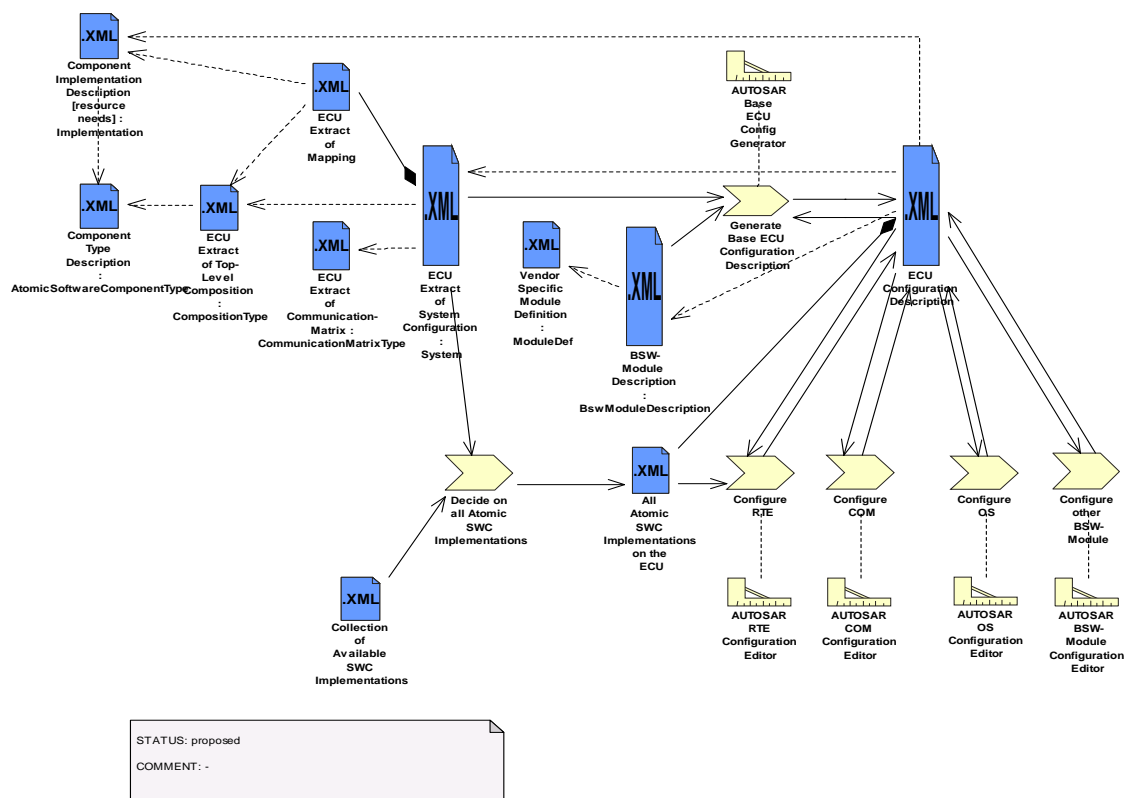 .XML
Component
Implementation
Description
[resource
needs] :
Implementation
.XML
ECU
Extract
of
Mapping
AUTOSAR
Base
ECU
Config
Generator
.XML
Component
Type
Description
:
AtomicSoftwareComponentType
.XML
ECU
Extract
of Top-
Level
Composition
:
CompositionType
.XML
ECU
Extract
of
Communication-
Matrix :
CommunicationMatrixType
.XML
ECU
Extract
of
System
Configuration
:
System
.XML
Vendor
Specific
Module
Definition
:
ModuleDef
.XML
BSW-
Module
Description
:
BswModuleDescription
Generate
Base ECU
Configuration
Description
.XML
ECU
Configuration
Description
Decide on
all Atomic
SWC
Implementations
.XML
All
Atomic
SWC
Implementations
on the
ECU
Configure
RTE
Configure
COM
Configure
OS
Configure
other
BSW-
Module
.XML
Collection
of
Available
SWC
Implementations
AUTOSAR
RTE
Configuration
Editor
AUTOSAR
COM
Configuration
Editor
AUTOSAR
OS
Configuration
Editor
AUTOSAR
BSW-
Module
Configuration
Editor
STATUS: proposed
COMMENT: -